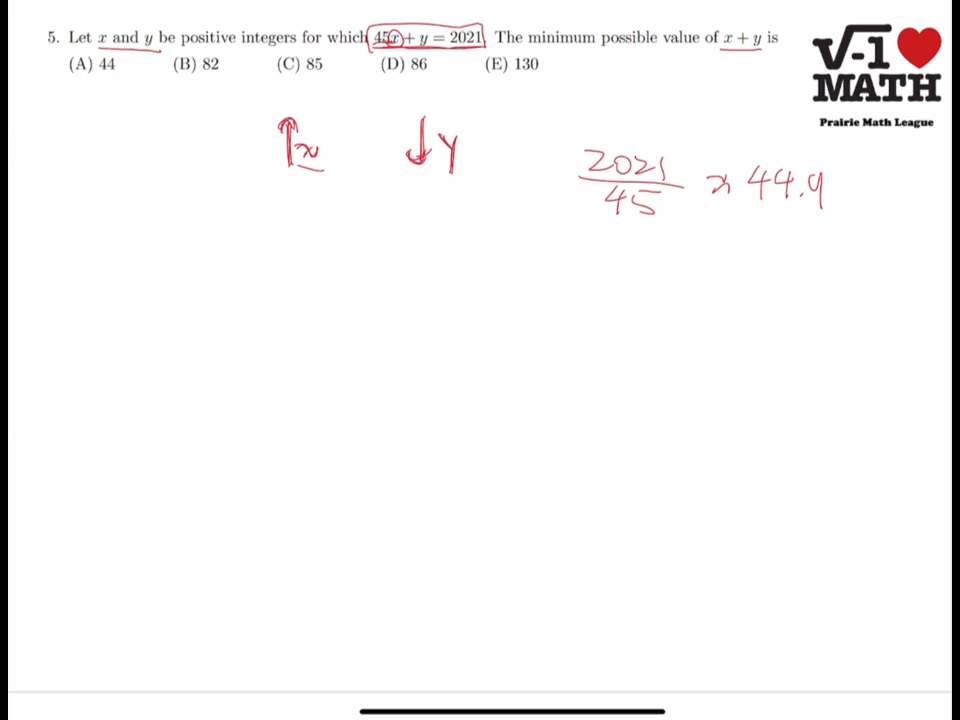 5. Let x and y be positive integers for which 45x + y = 2021. The minimum possible value of x + y is
(A) 44 (B) 82 (C) 85 (D) 86 (E) 130
√-1 ❤
MATH
Prairie Math League
↑x ↓y
2021/45 ≈ 44.9